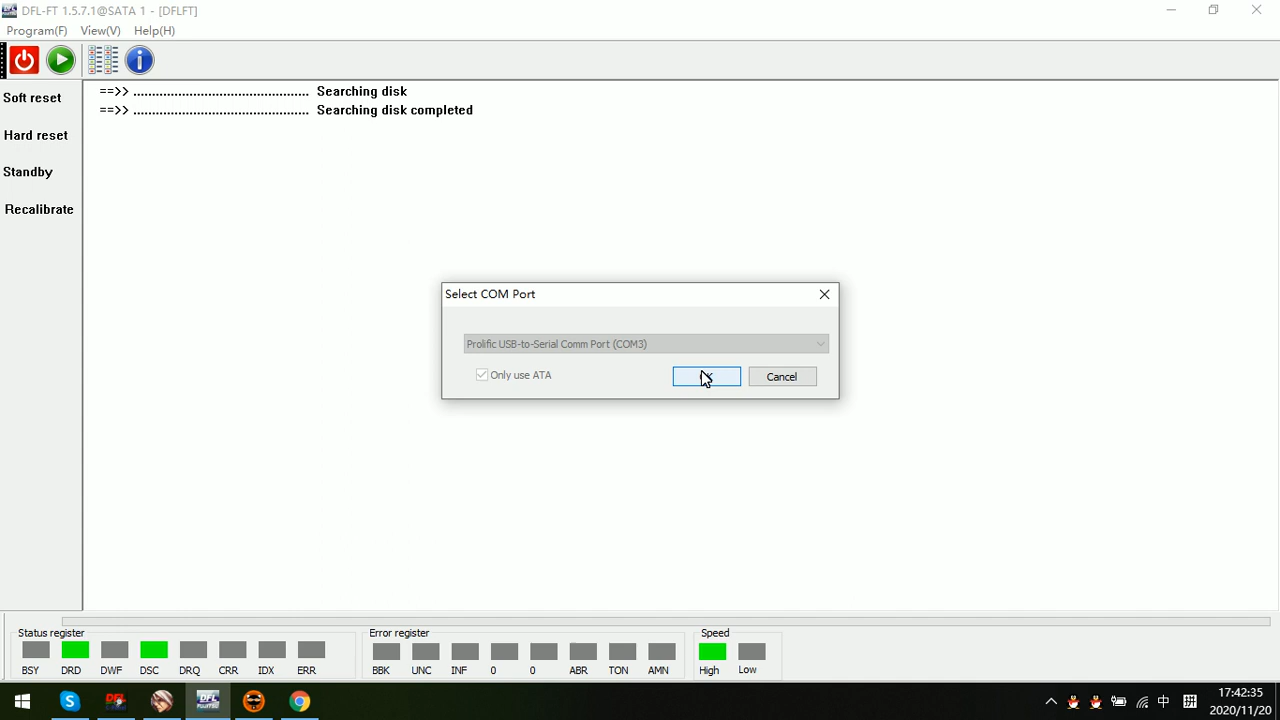 DFL-FT 1.5.7.1@SATA 1 - [DFLFT]
Program(F) View(V) Help(H)
Soft reset
Hard reset
Standby
Recalibrate
==>> ............................................... Searching disk
==>> ............................................... Searching disk completed
Select COM Port
Prolific USB-to-Serial Comm Port (COM3)
Only use ATA
Cancel
Status register
BSY DRD DWF DSC DRQ CRR IDX ERR
Error register
BBK UNC INF 0 0 ABR TON AMN
Speed
High Low
DFL
中 拼
17:42:35
2020/11/20